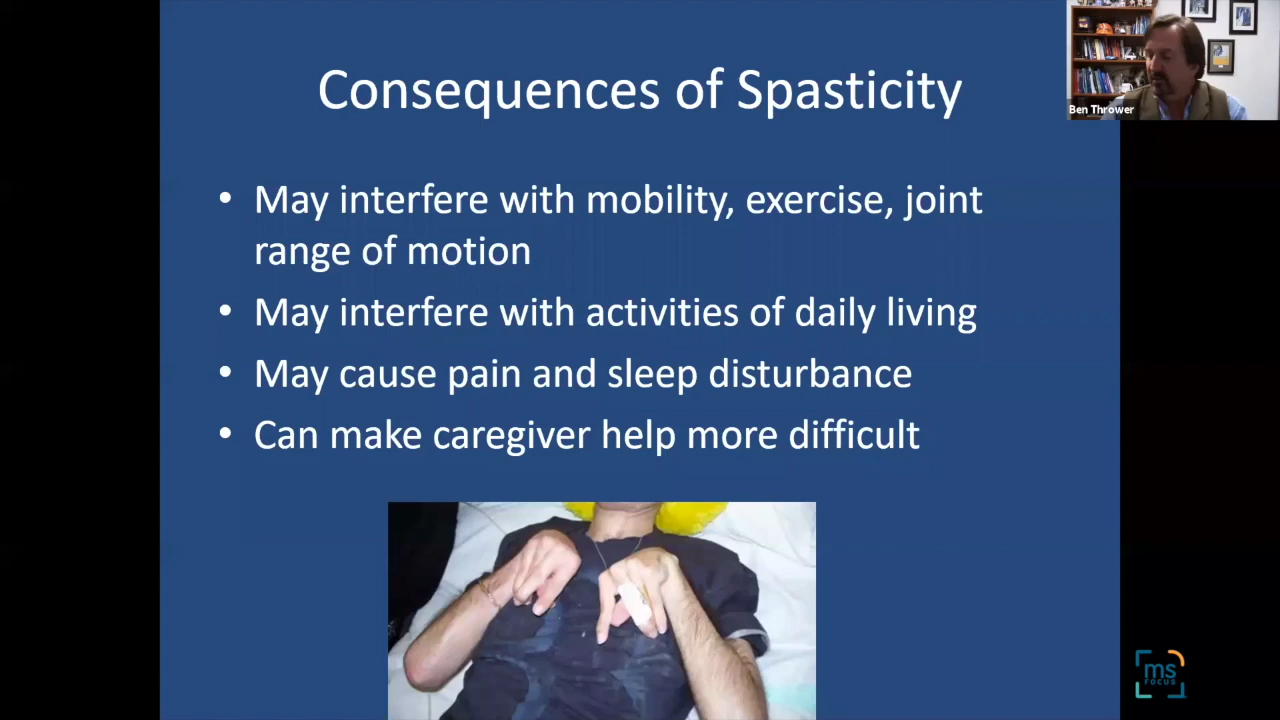 Consequences of Spasticity
Ben Thrower
• May interfere with mobility, exercise, joint
range of motion
• May interfere with activities of daily living
• May cause pain and sleep disturbance
• Can make caregiver help more difficult
ms
FOCUS